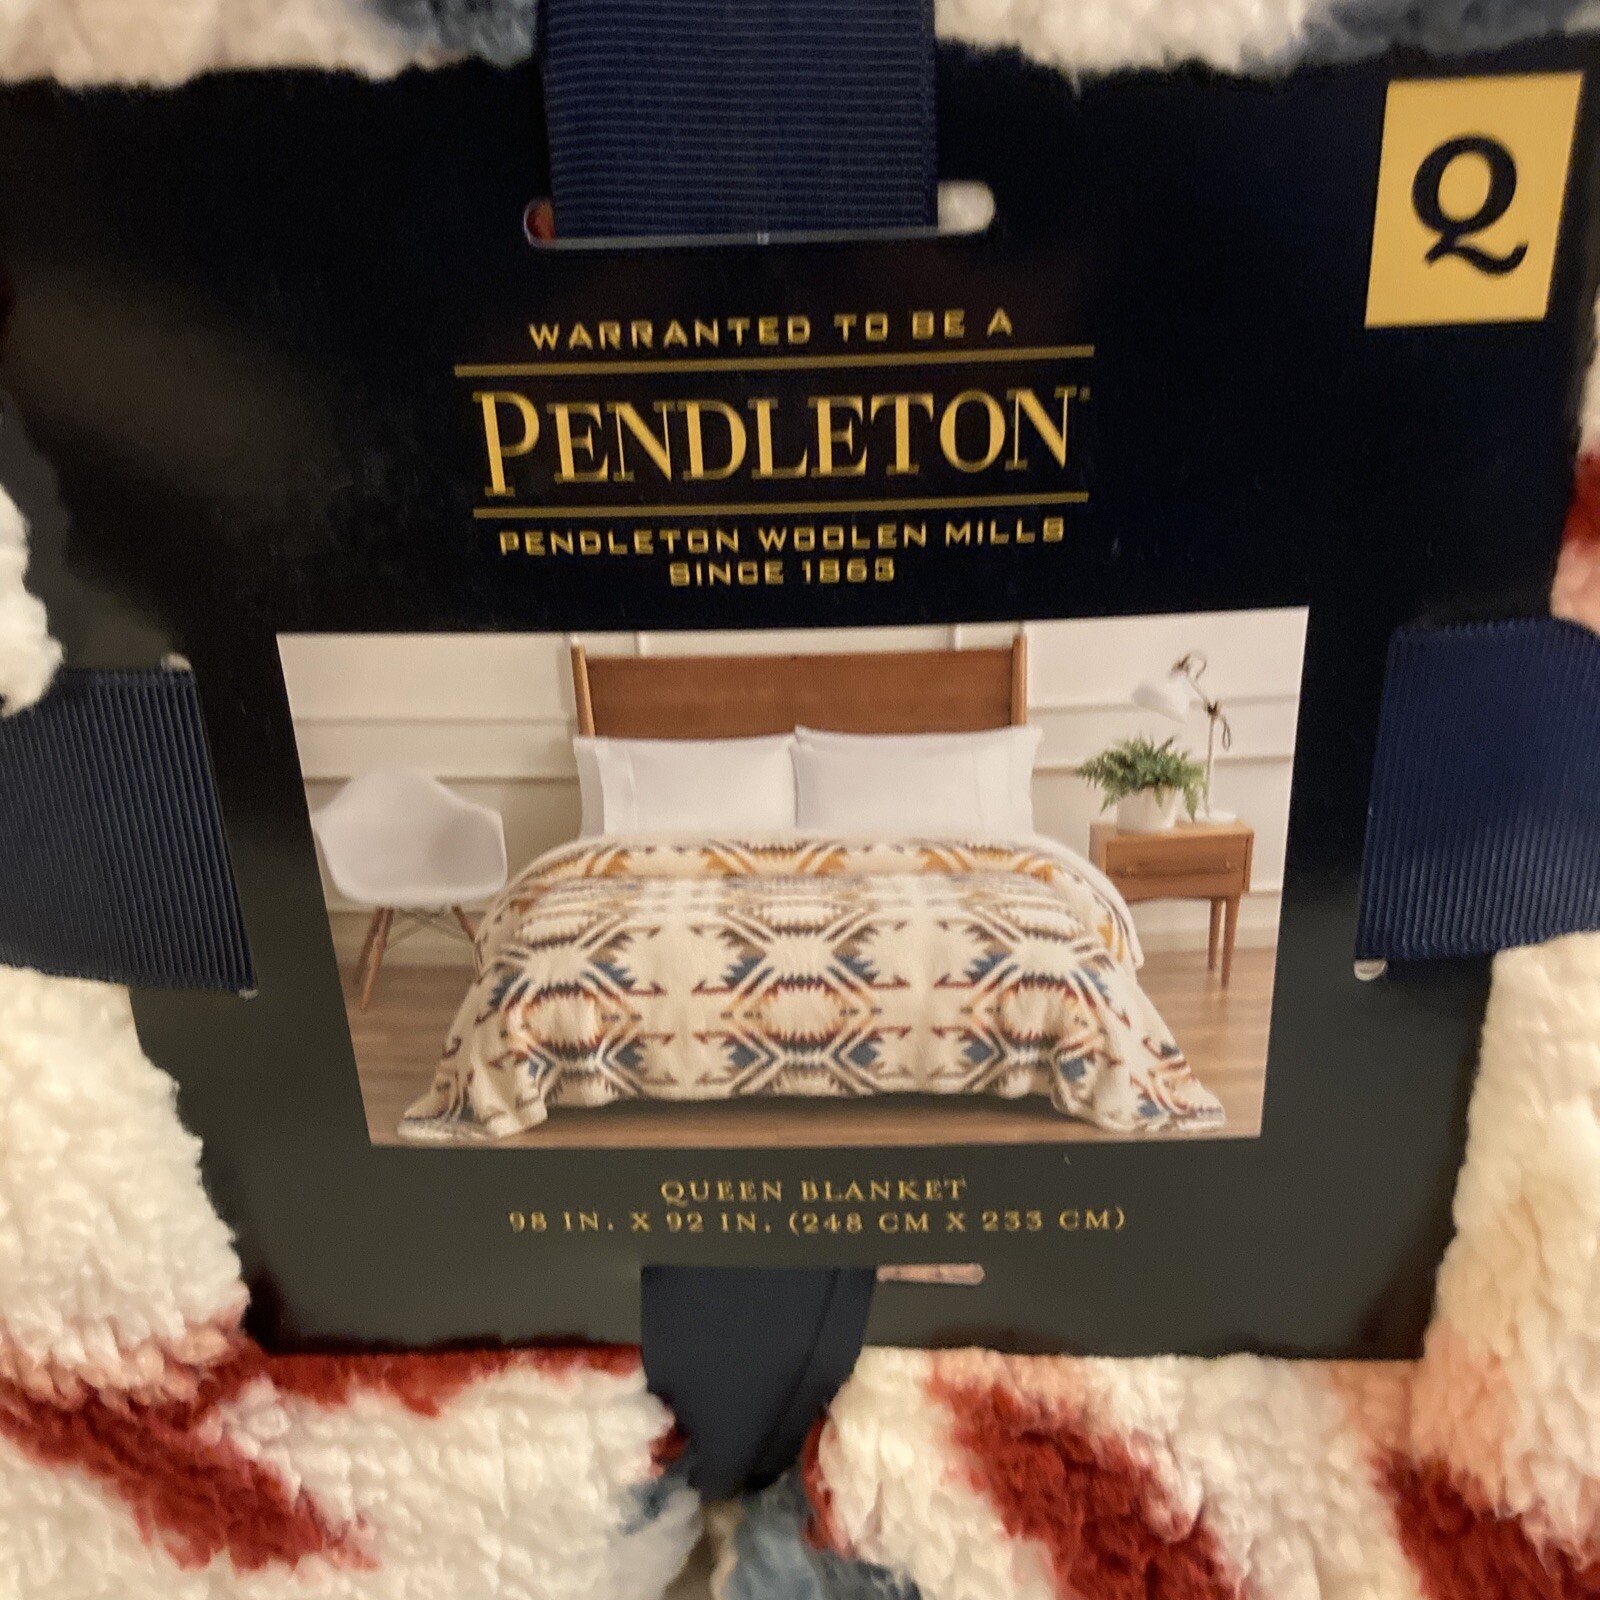 Q
WARRANTED TO BE A
PENDLETON®
PENDLETON WOOLEN MILLS
SINCE 1863
QUEEN BLANKET
98 IN. X 92 IN. (248 CM X 233 CM)